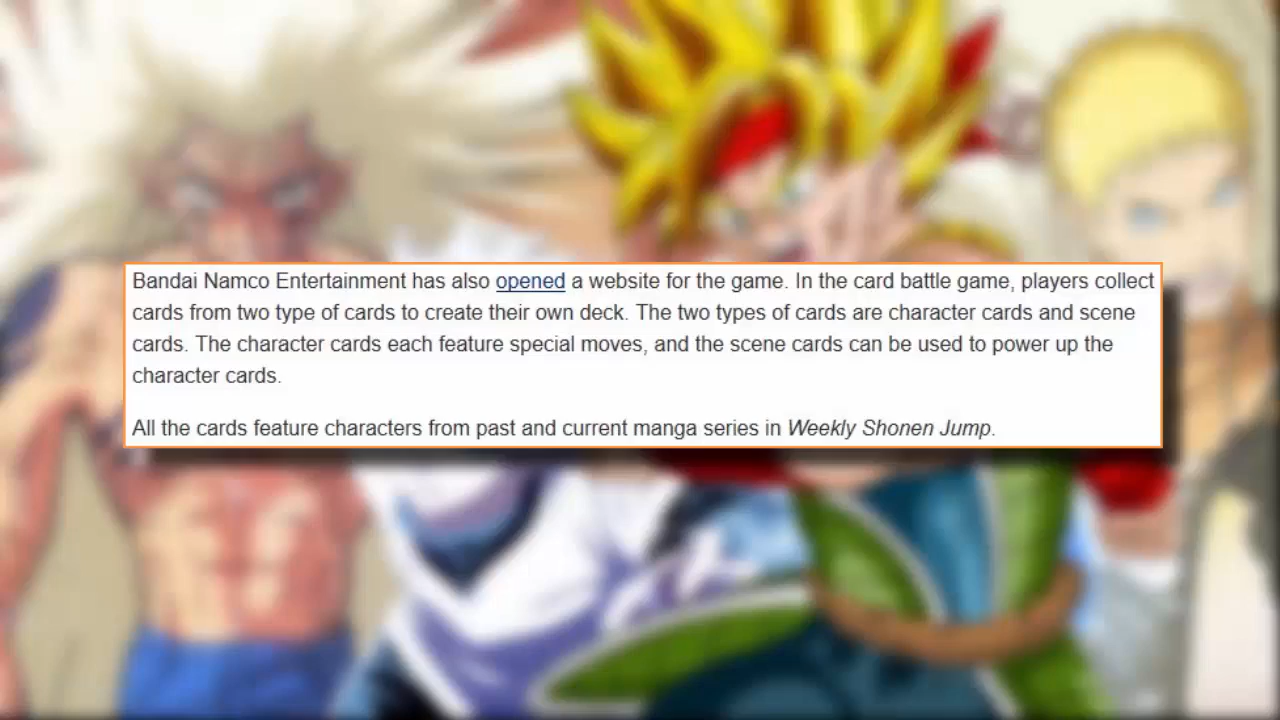 Bandai Namco Entertainment has also opened a website for the game. In the card battle game, players collect
cards from two type of cards to create their own deck. The two types of cards are character cards and scene
cards. The character cards each feature special moves, and the scene cards can be used to power up the
character cards.
All the cards feature characters from past and current manga series in Weekly Shonen Jump.